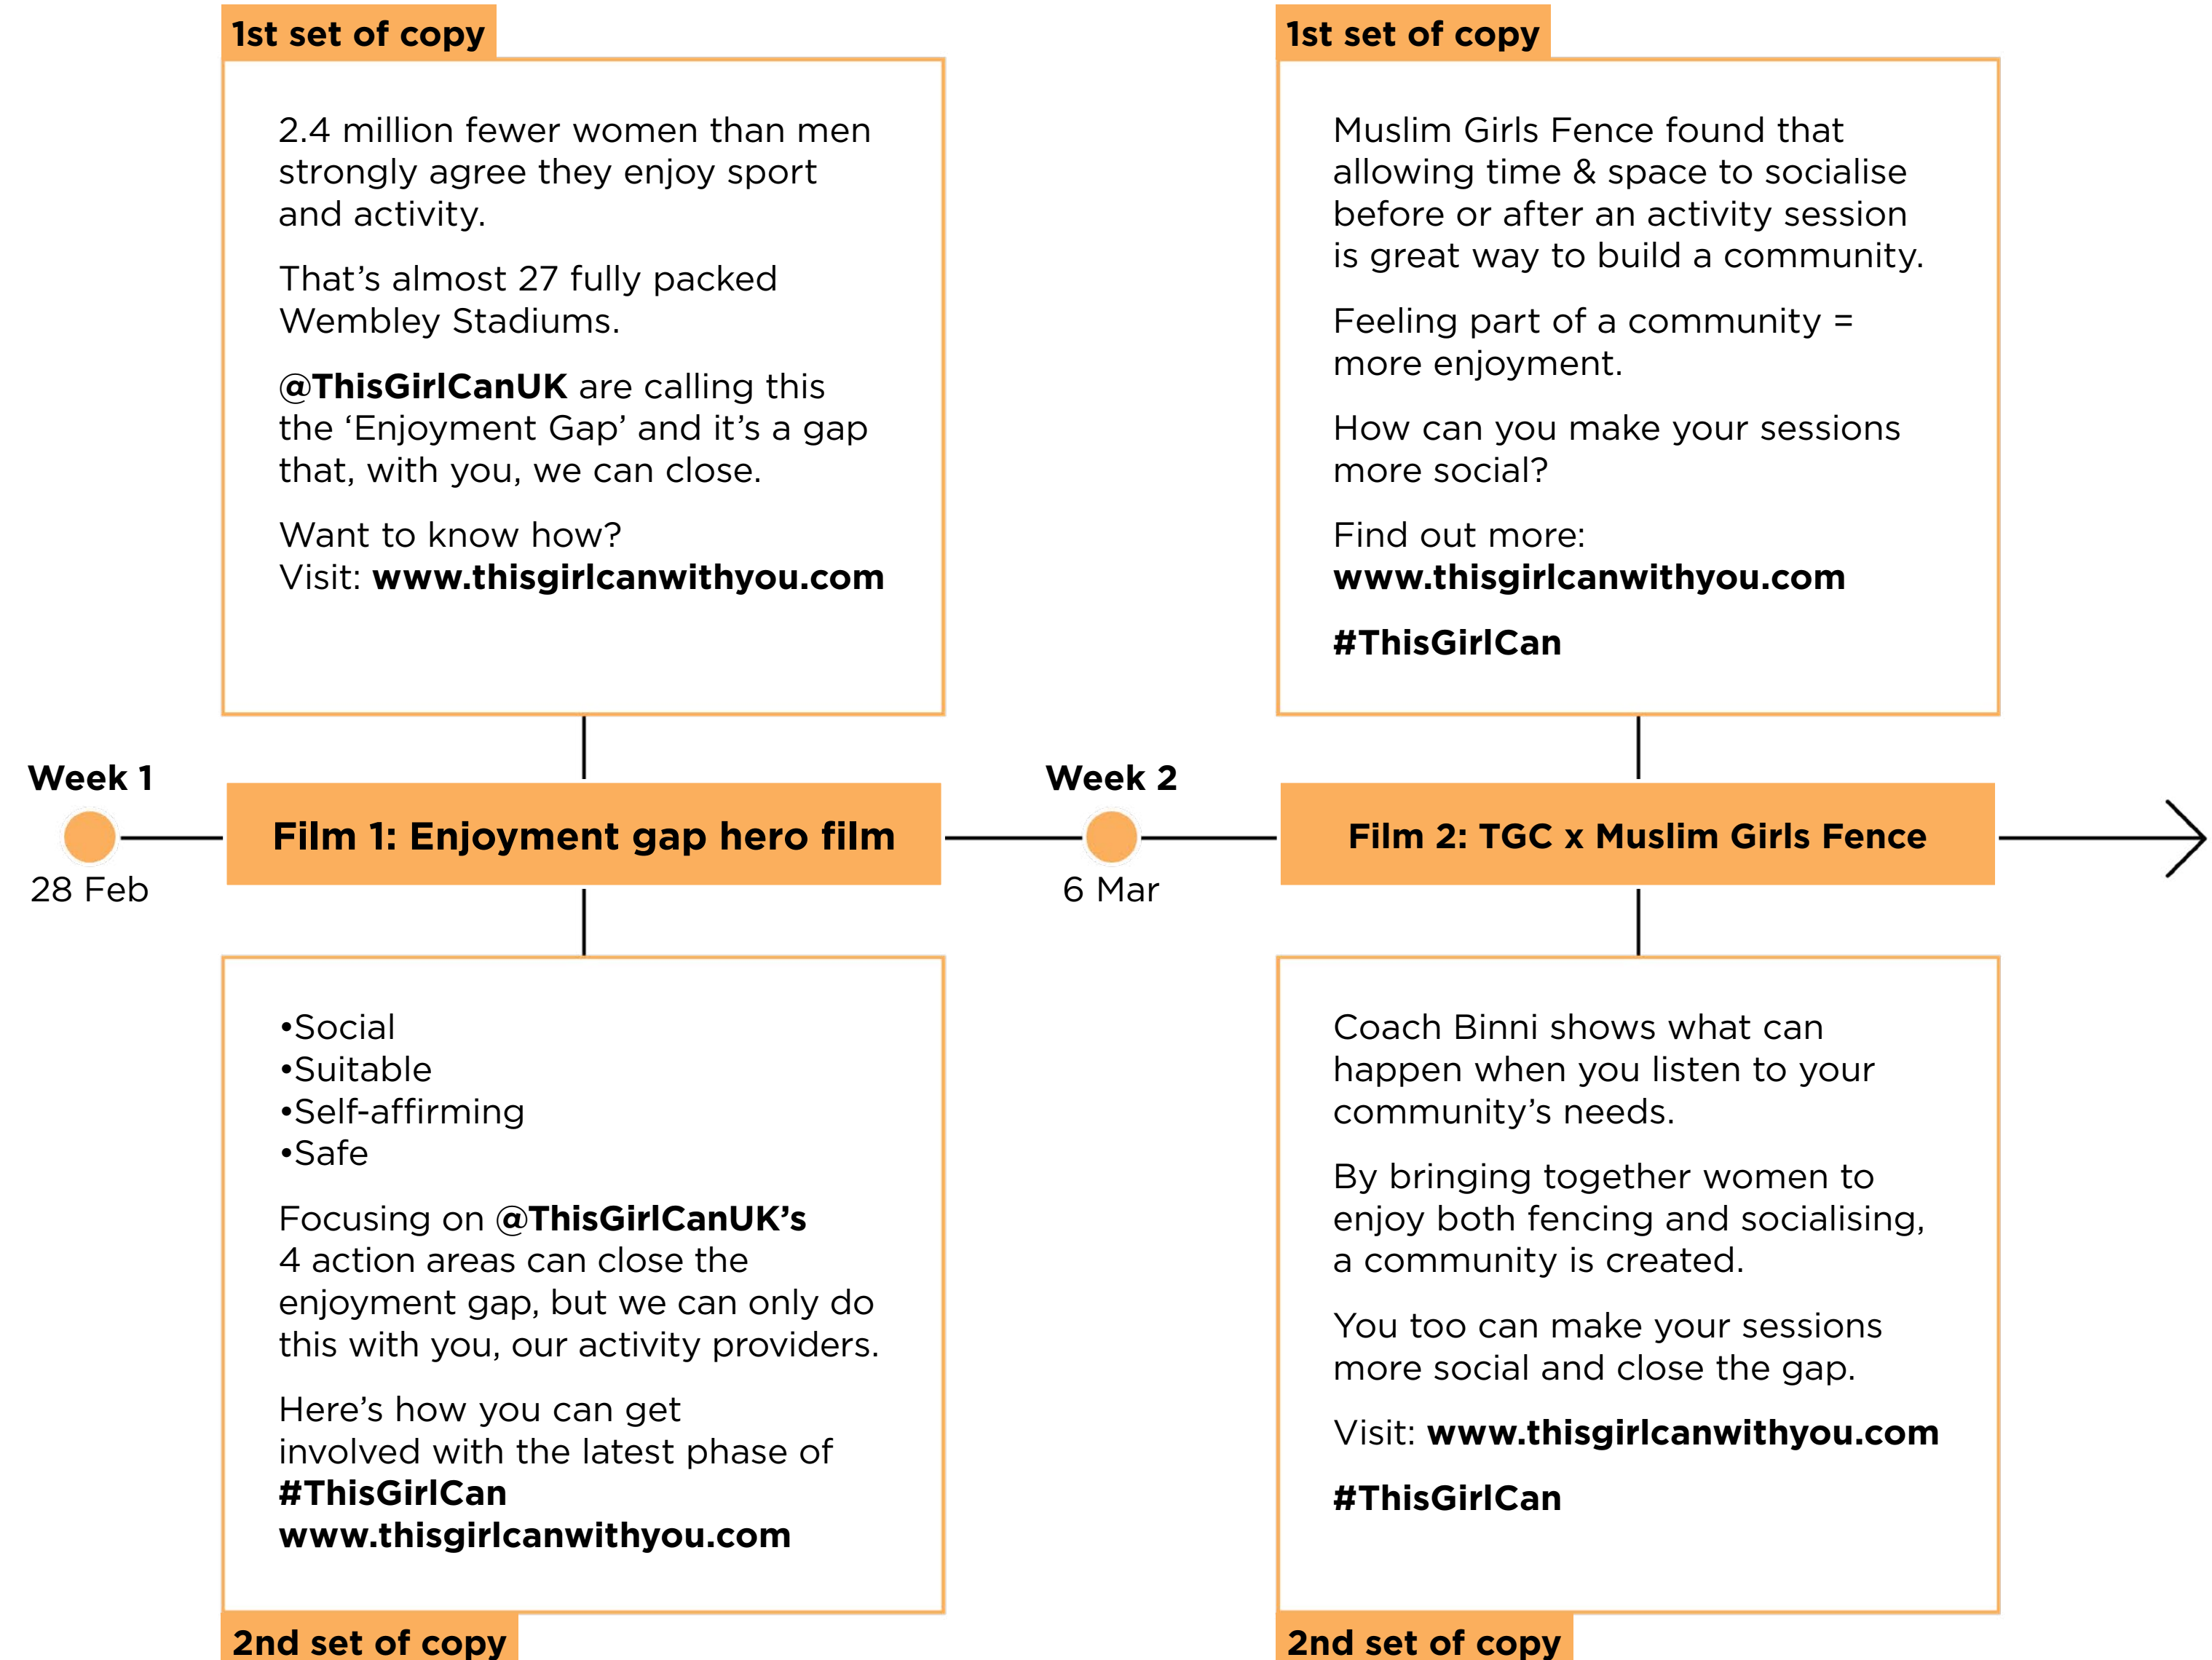 1st set of copy
2.4 million fewer women than men
strongly agree they enjoy sport
and activity.
That's almost 27 fully packed
Wembley Stadiums.
@ThisGirlCanUK are calling this
the ‘Enjoyment Gap’ and it’s a gap
that, with you, we can close.
Want to know how?
Visit: www.thisgirlcanwithyou.com
1st set of copy
Muslim Girls Fence found that
allowing time & space to socialise
before or after an activity session
is great way to build a community.
Feeling part of a community =
more enjoyment.
How can you make your sessions
more social?
Find out more:
www.thisgirlcanwithyou.com
#ThisGirlCan
Week 1
28 Feb
Film 1: Enjoyment gap hero film
Week 2
6 Mar
Film 2: TGC x Muslim Girls Fence
•Social
•Suitable
•Self-affirming
•Safe
Focusing on @ThisGirlCanUK’s
4 action areas can close the
enjoyment gap, but we can only do
this with you, our activity providers.
Here’s how you can get
involved with the latest phase of
#ThisGirlCan
www.thisgirlcanwithyou.com
2nd set of copy
Coach Binni shows what can
happen when you listen to your
community’s needs.
By bringing together women to
enjoy both fencing and socialising,
a community is created.
You too can make your sessions
more social and close the gap.
Visit: www.thisgirlcanwithyou.com
#ThisGirlCan
2nd set of copy